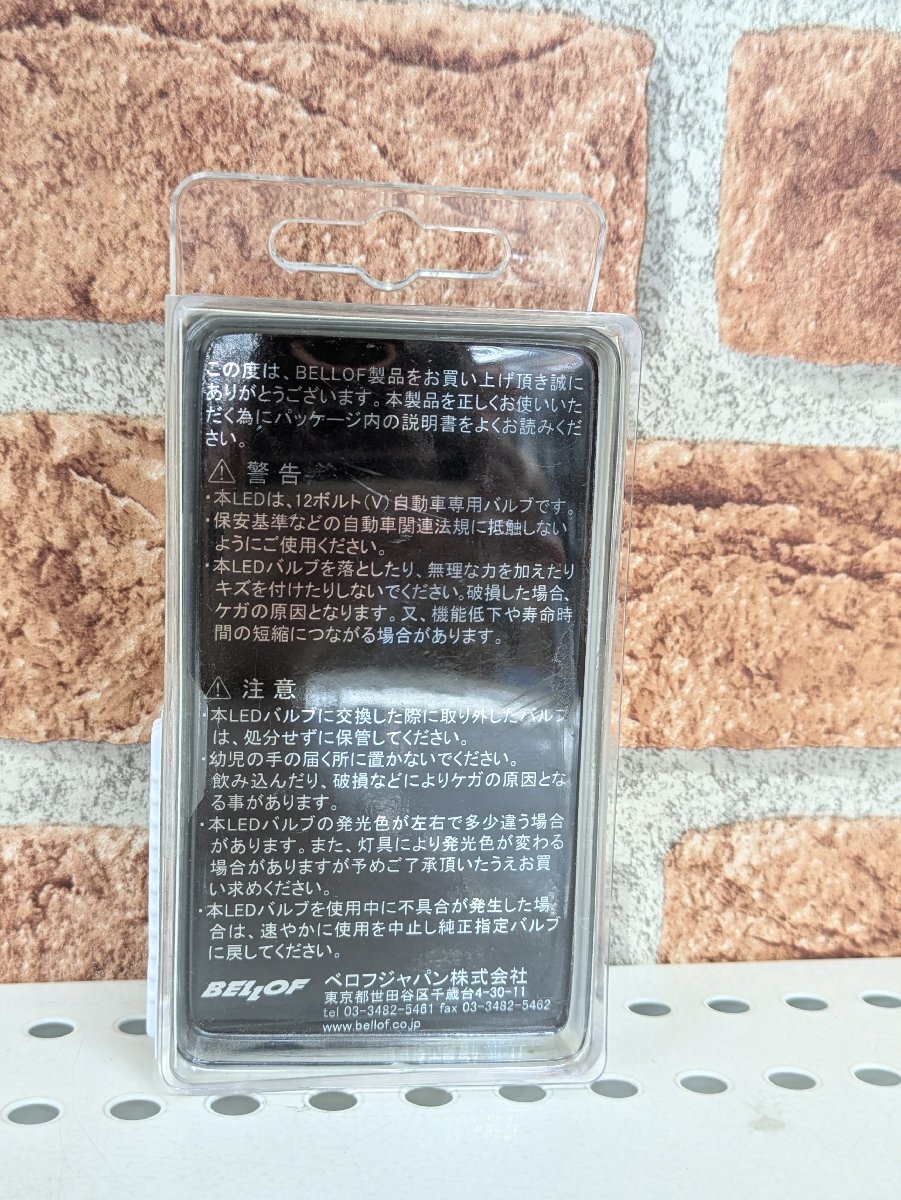 この度は、BELLOF製品をお買い上げ頂き誠に
ありがとうございます。本製品を正しくお使いいた
だく為にパッケージ内の説明書をよくお読みくだ
さい。
警告
・本LEDは、12ボルト(V)自動車専用バルブです。
・保安基準などの自動車関連法規に抵触しない
ようにご使用ください。
・本LEDバルブを落としたり、無理な力を加えたり
キズを付けたりしないでください。破損した場合、
ケガの原因となります。又、機能低下や寿命時
間の短縮につながる場合があります。
注意
・本LEDバルブに交換した際に取り外したバルブ
は、処分せずに保管してください。
・幼児の手の届く所に置かないでください。
飲み込んだり、破損などによりケガの原因とな
る事があります。
・本LEDバルブの発光色が左右で多少違う場合
があります。また、灯具により発光色が変わる
場合がありますが予めご了承頂いたうえお買
い求めください。
・本LEDバルブを使用中に不具合が発生した場
合は、速やかに使用を中止し純正指定バルブ
に戻してください。
BELLOF
ベロフジャパン株式会社
東京都世田谷区千歳台4-30-11
tel 03-3482-5461 fax 03-3482-5462
www.bellof.co.jp